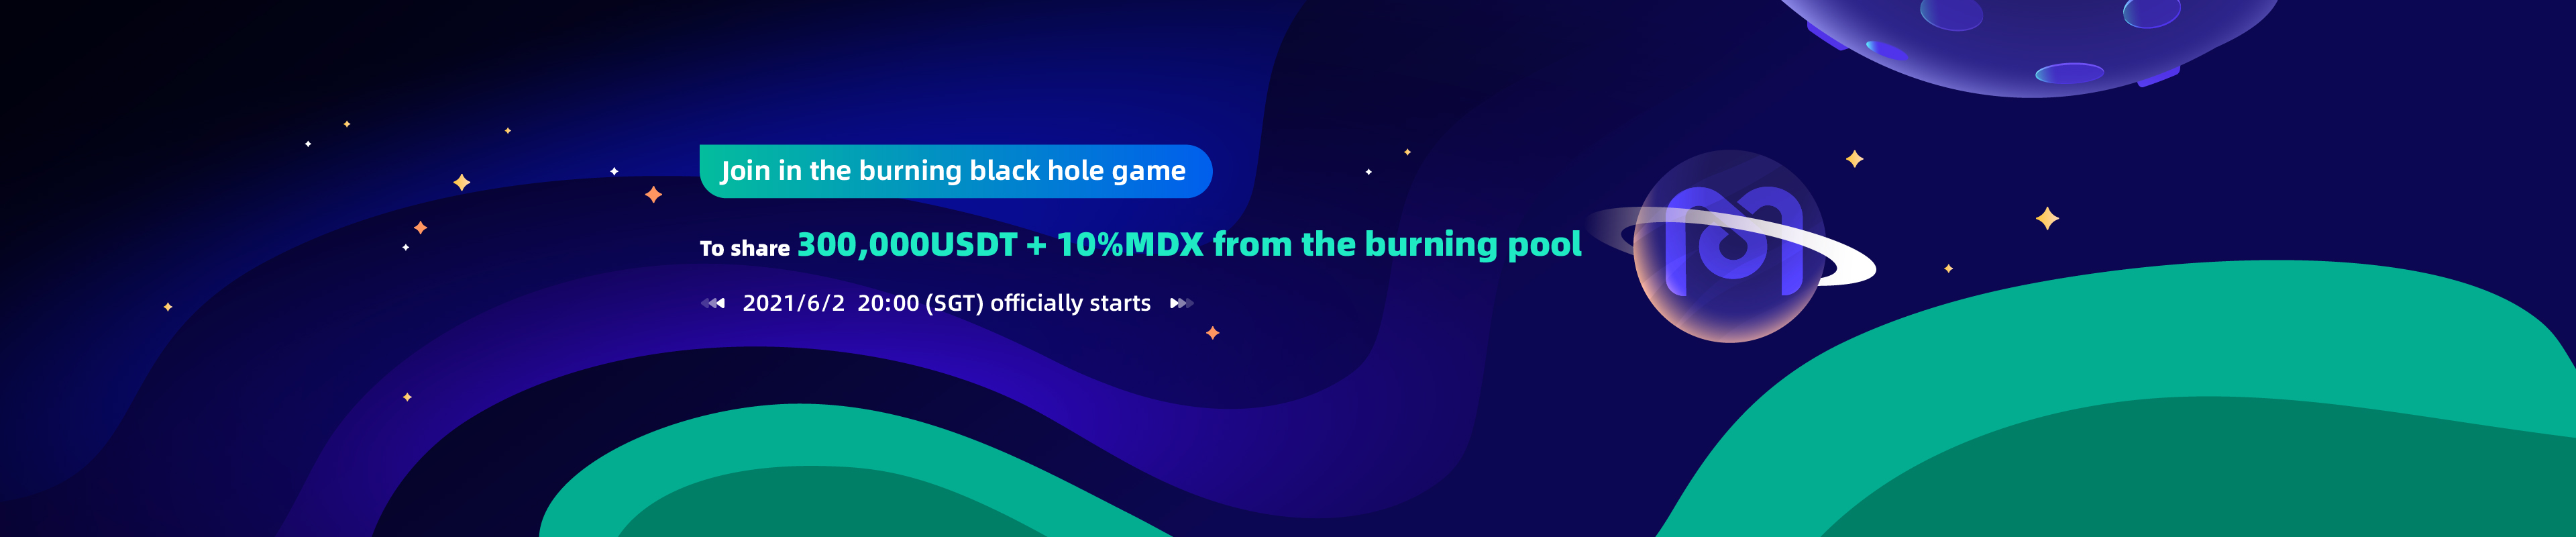 Join in the burning black hole game
To share 300,000USDT + 10%MDX from the burning pool
2021/6/2 20:00 (SGT) officially starts